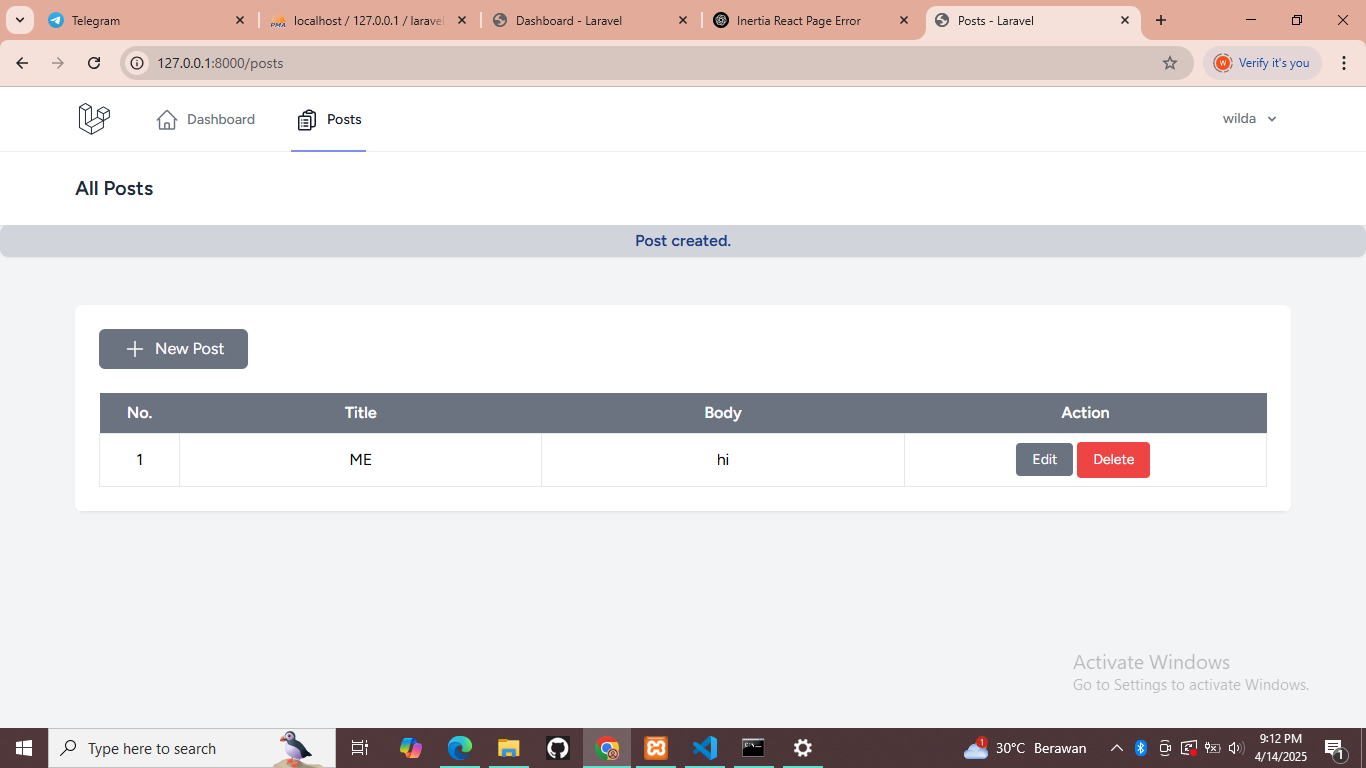 Telegram
localhost / 127.0.0.1 / laravel
Dashboard - Laravel
Inertia React Page Error
Posts - Laravel
127.0.0.1:8000/posts
W
Verify it's you
Dashboard
Posts
wilda
All Posts
Post created.
New Post
No. Title Body Action
1 ME hi Edit Delete
Activate Windows
Go to Settings to activate Windows.
Type here to search
1
30°C Berawan
9:12 PM
4/14/2025
1